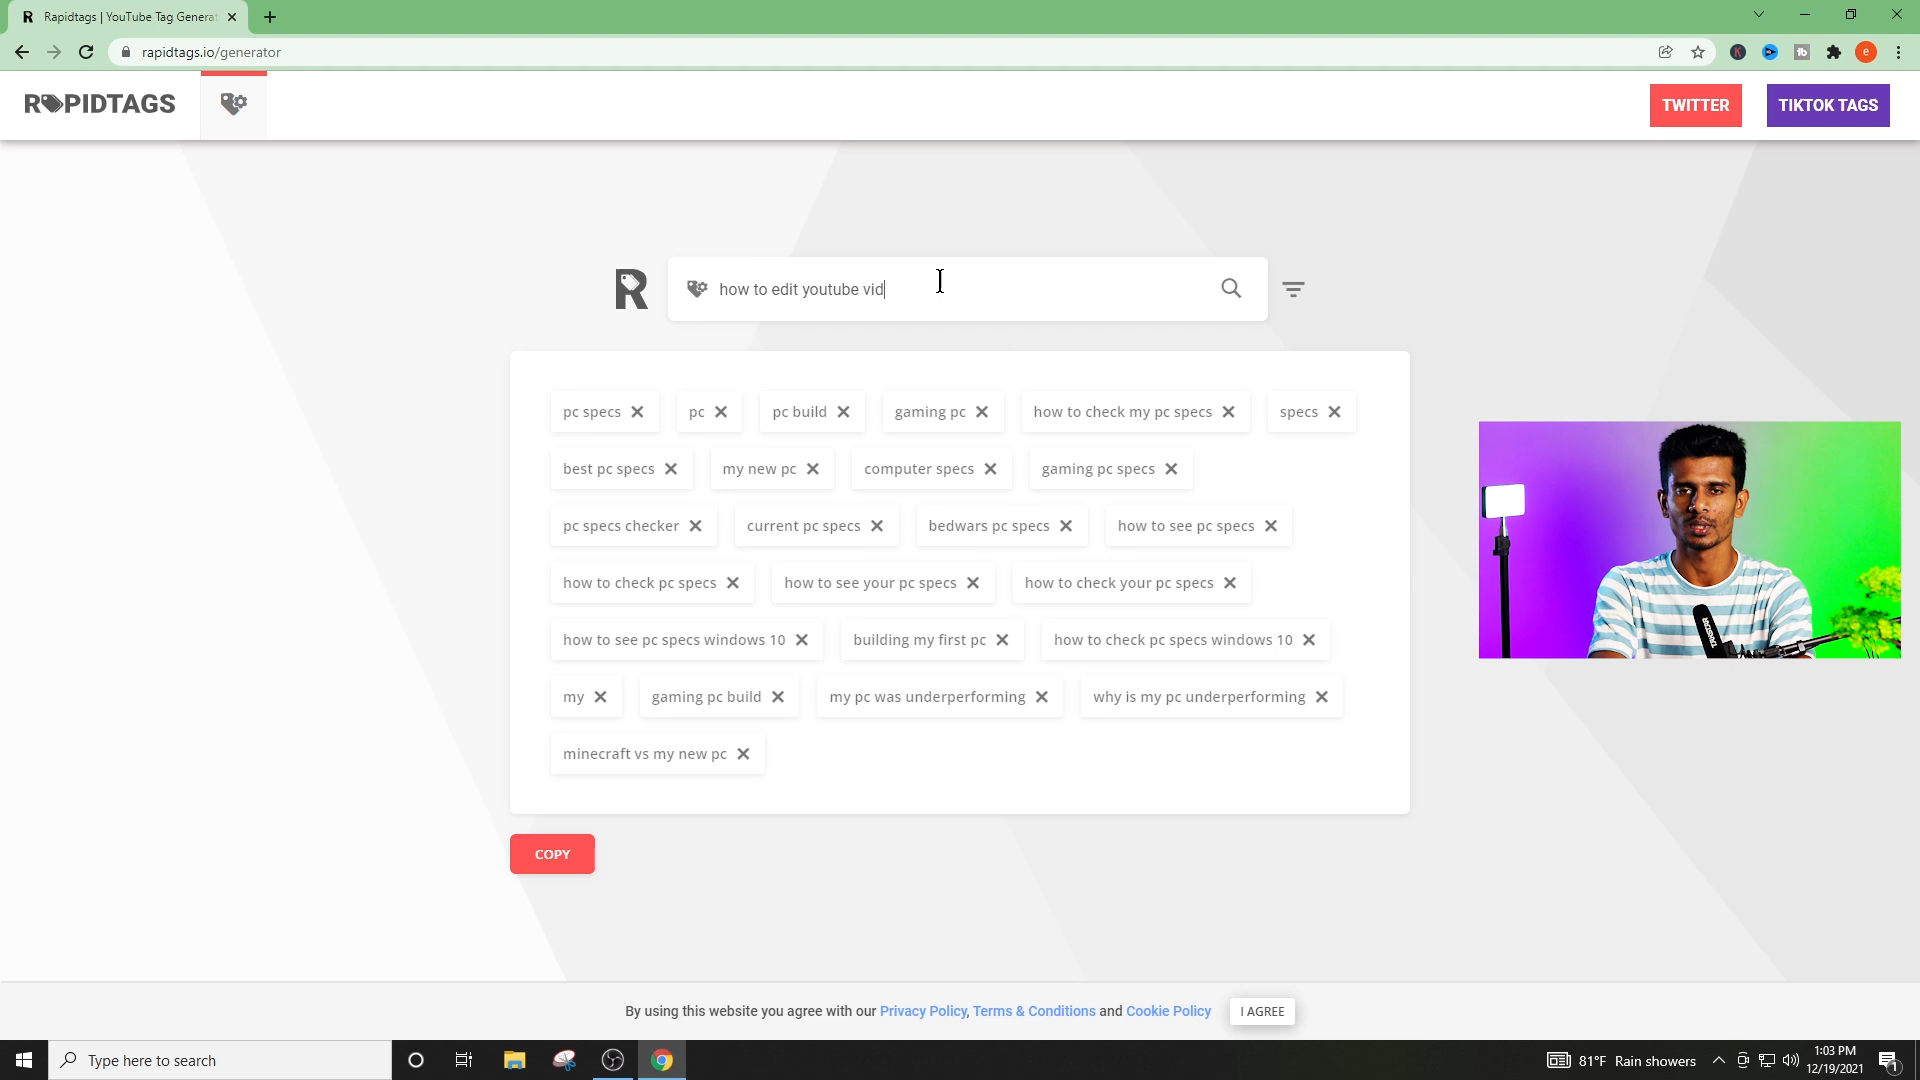 Rapidtags | YouTube Tag Generat
rapidtags.io/generator
RAPIDTAGS
TWITTER
TIKTOK TAGS
how to edit youtube vid
pc specs
pc
pc build
gaming pc
how to check my pc specs
specs
best pc specs
my new pc
computer specs
gaming pc specs
pc specs checker
current pc specs
bedwars pc specs
how to see pc specs
how to check pc specs
how to see your pc specs
how to check your pc specs
how to see pc specs windows 10
building my first pc
how to check pc specs windows 10
my
gaming pc build
my pc was underperforming
why is my pc underperforming
minecraft vs my new pc
COPY
By using this website you agree with our Privacy Policy, Terms & Conditions and Cookie Policy
I AGREE
Type here to search
81°F Rain showers
1:03 PM
12/19/2021